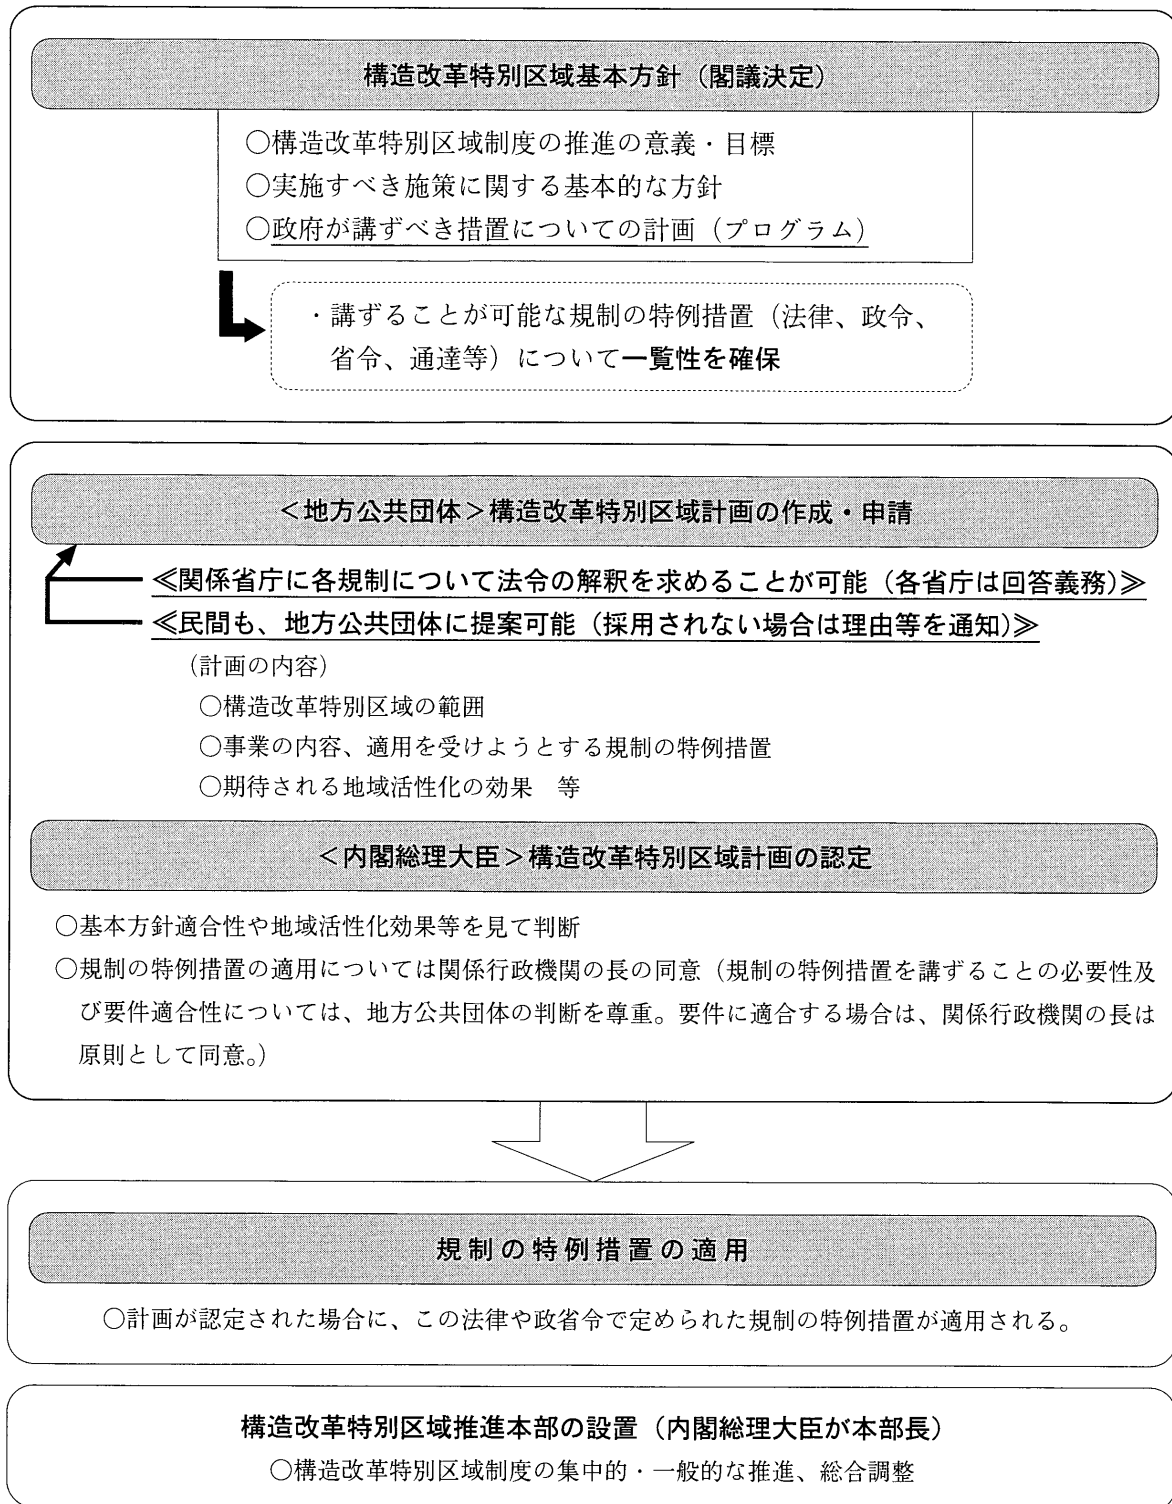 構造改革特別区域基本方針（閣議決定）
○構造改革特別区域制度の推進の意義・目標
○実施すべき施策に関する基本的な方針
○政府が講ずべき措置についての計画（プログラム）
・講ずることが可能な規制の特例措置（法律、政令、
省令、通達等）について一覧性を確保
＜地方公共団体＞構造改革特別区域計画の作成・申請
≪関係省庁に各規制について法令の解釈を求めることが可能（各省庁は回答義務）≫
≪民間も、地方公共団体に提案可能（採用されない場合は理由等を通知）≫
（計画の内容）
○構造改革特別区域の範囲
○事業の内容、適用を受けようとする規制の特例措置
○期待される地域活性化の効果　等
＜内閣総理大臣＞構造改革特別区域計画の認定
○基本方針適合性や地域活性化効果等を見て判断
○規制の特例措置の適用については関係行政機関の長の同意（規制の特例措置を講ずることの必要性及
び要件適合性については、地方公共団体の判断を尊重。要件に適合する場合は、関係行政機関の長は
原則として同意。）
規制の特例措置の適用
○計画が認定された場合に、この法律や政省令で定められた規制の特例措置が適用される。
構造改革特別区域推進本部の設置（内閣総理大臣が本部長）
○構造改革特別区域制度の集中的・一般的な推進、総合調整